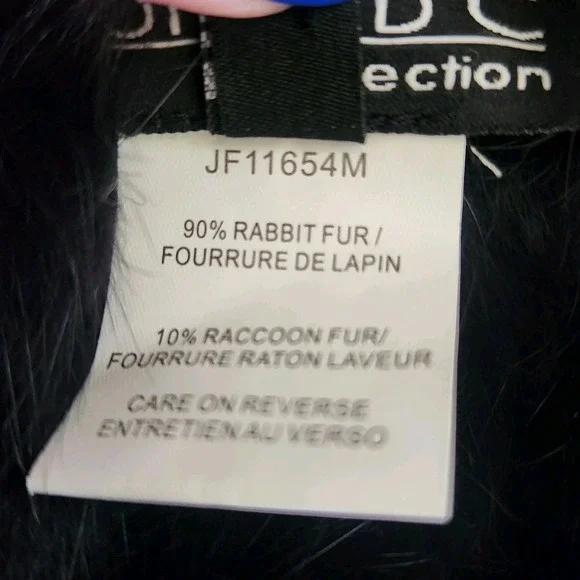 ection
JF11654M
90% RABBIT FUR /
FOURRURE DE LAPIN
10% RACCOON FUR/
FOURRURE RATON LAVEUR
CARE ON REVERSE
ENTRETIEN AU VERSO